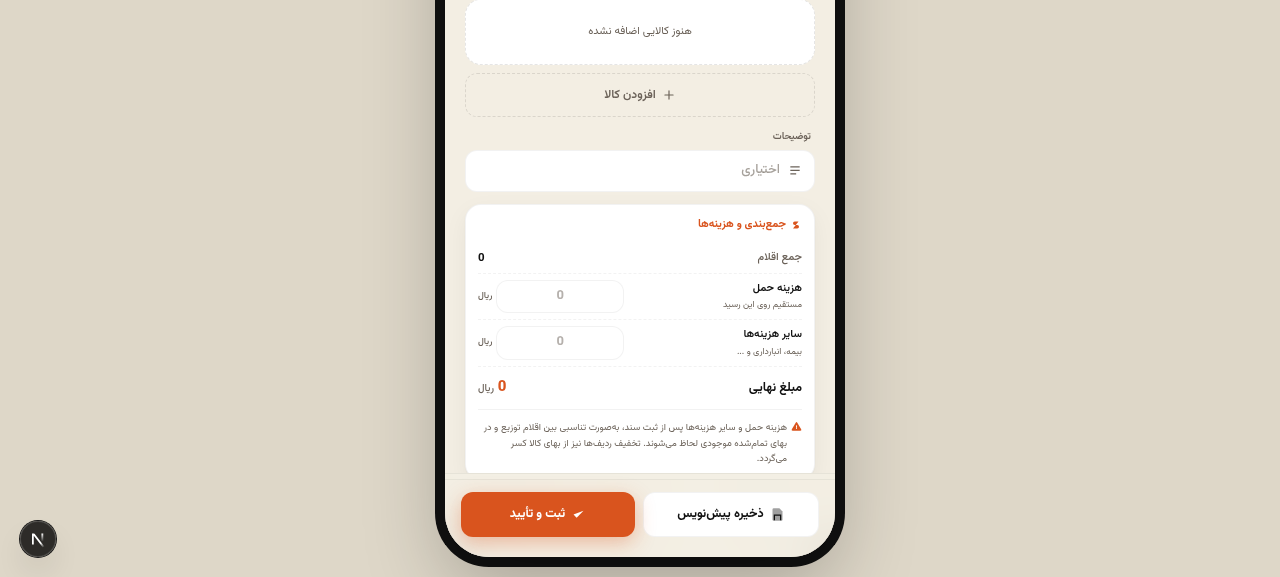 هنوز کالایی اضافه نشده
افزودن کالا
توضیحات
اختیاری
جمع‌بندی و هزینه‌ها
جمع اقلام 0
هزینه حمل 0 ریال
مستقیم روی این رسید
سایر هزینه‌ها 0 ریال
بیمه، انبارداری و ...
مبلغ نهایی 0 ریال
هزینه حمل و سایر هزینه‌ها پس از ثبت سند، به‌صورت تناسبی بین اقلام توزیع و در
بهای تمام‌شده موجودی لحاظ می‌شوند. تخفیف ردیف‌ها نیز از بهای کالا کسر
می‌گردد.
ذخیره پیش‌نویس
ثبت و تأیید
N